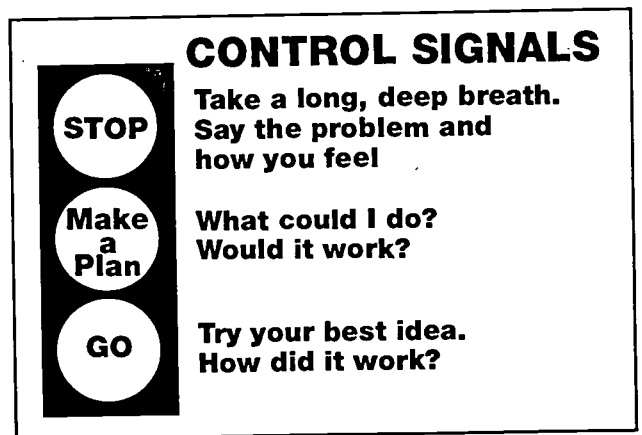 CONTROL SIGNALS
STOP
Take a long, deep breath.
Say the problem and
how you feel
Make
a
Plan
What could I do?
Would it work?
GO
Try your best idea.
How did it work?